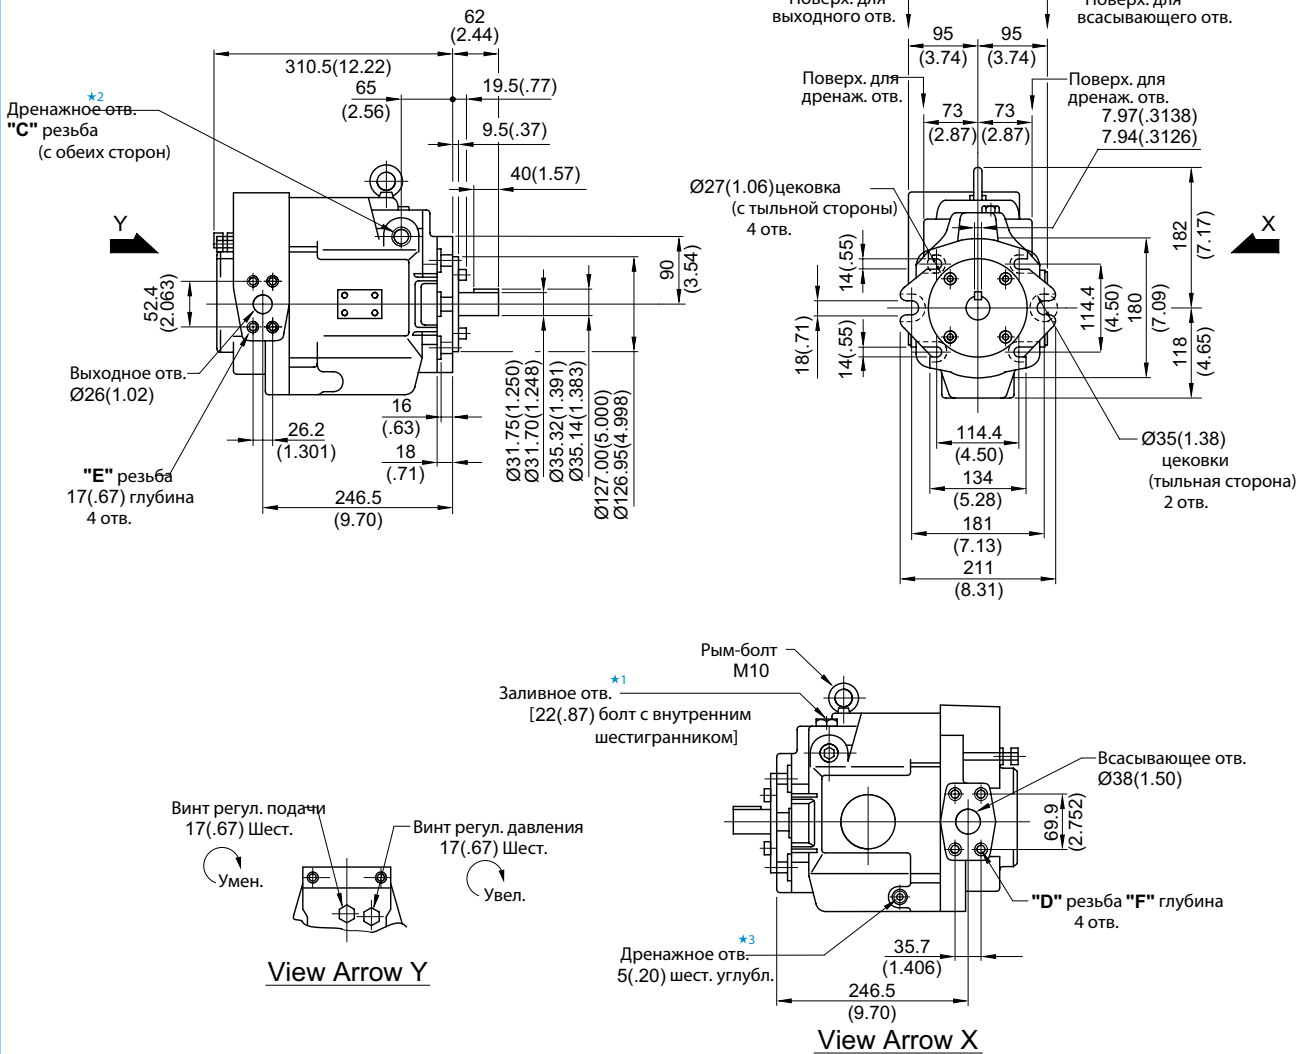 62
(2.44)
310.5(12.22)
65
(2.56)
19.5(.77)
9.5(.37)
40(1.57)
★2
Дренажное отв.
"C" резьба
(с обеих сторон)
Y
52.4
(2.063)
90
(3.54)
Выходное отв.
Ø26(1.02)
26.2
(1.301)
"E" резьба
17(.67) глубина
4 отв.
16
(.63)
18
(.71)
246.5
(9.70)
Ø31.75(1.250)
Ø31.70(1.248)
Ø35.32(1.391)
Ø35.14(1.383)
Ø127.00(5.000)
Ø126.95(4.998)
Поверх. для
выходного отв.
Поверх. для
всасывающего отв.
95
(3.74)
95
(3.74)
Поверх. для
дренаж. отв.
Поверх. для
дренаж. отв.
73
(2.87)
73
(2.87)
7.97(.3138)
7.94(.3126)
Ø27(1.06)цековка
(с тыльной стороны)
4 отв.
X
182
(7.17)
14(.55)
18(.71)
14(.55)
114.4
(4.50)
180
(7.09)
118
(4.65)
114.4
(4.50)
134
(5.28)
181
(7.13)
211
(8.31)
Ø35(1.38)
цековки
(тыльная сторона)
2 отв.
Рым-болт
M10
★1
Заливное отв.
[22(.87) болт с внутренним
шестигранником]
Всасывающее отв.
Ø38(1.50)
69.9
(2.752)
"D" резьба "F" глубина
4 отв.
★3
Дренажное отв.
5(.20) шест. углубл.
35.7
(1.406)
246.5
(9.70)
View Arrow X
Винт регул. подачи
17(.67) Шест.
Умен.
Винт регул. давления
17(.67) Шест.
Увел.
View Arrow Y